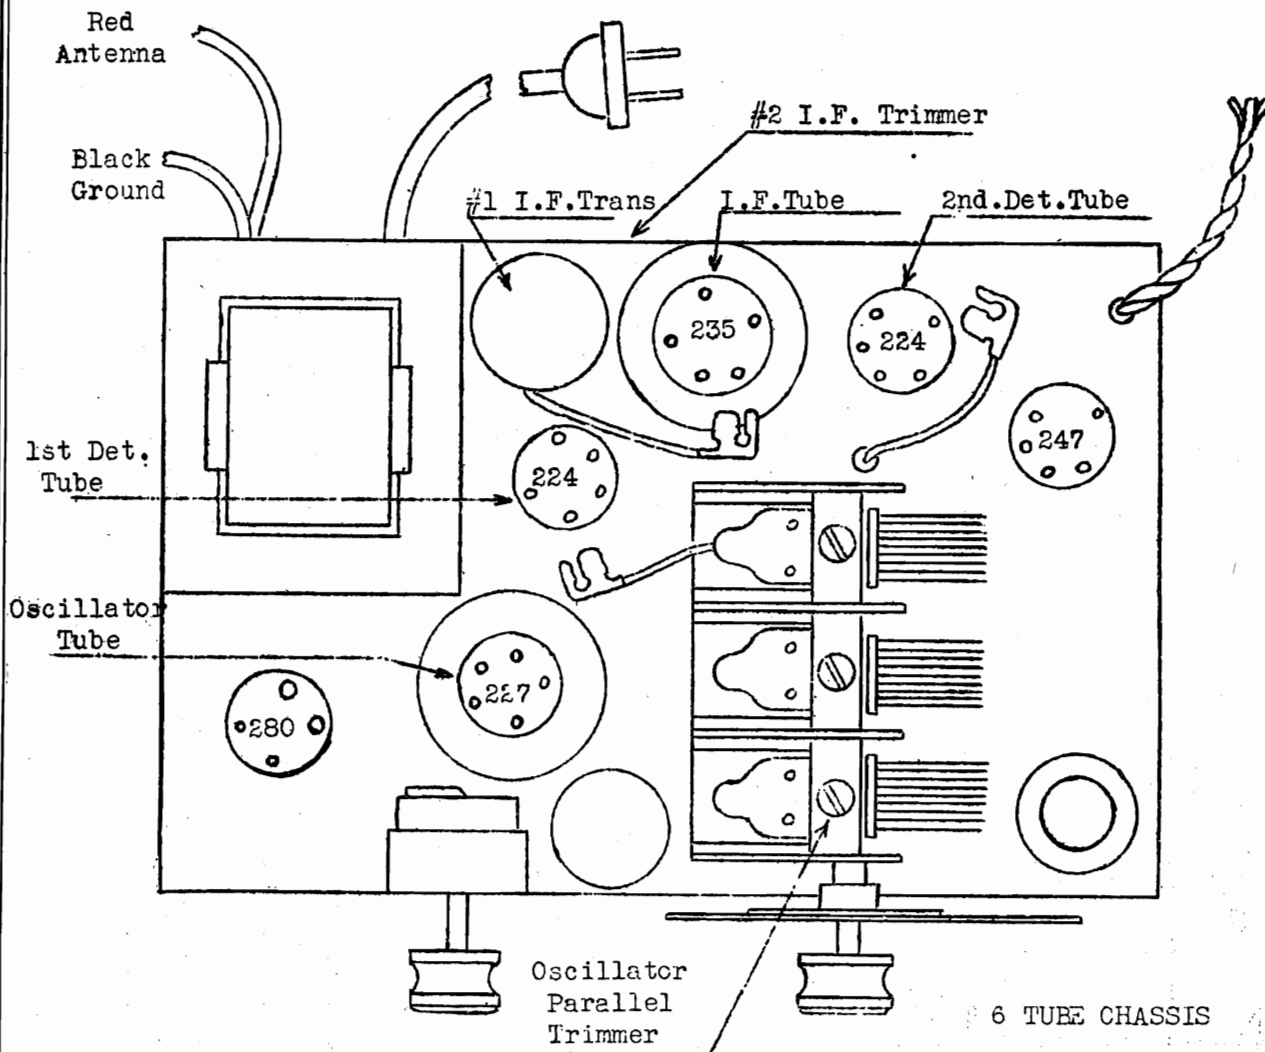 Red
Antenna
Black
Ground
#2 I.F. Trimmer
#1 I.F.Trans
I.F.Tube
2nd.Det.Tube
235
224
247
1st Det.
Tube
224
Oscillator
Tube
227
280
Oscillator
Parallel
Trimmer
6 TUBE CHASSIS